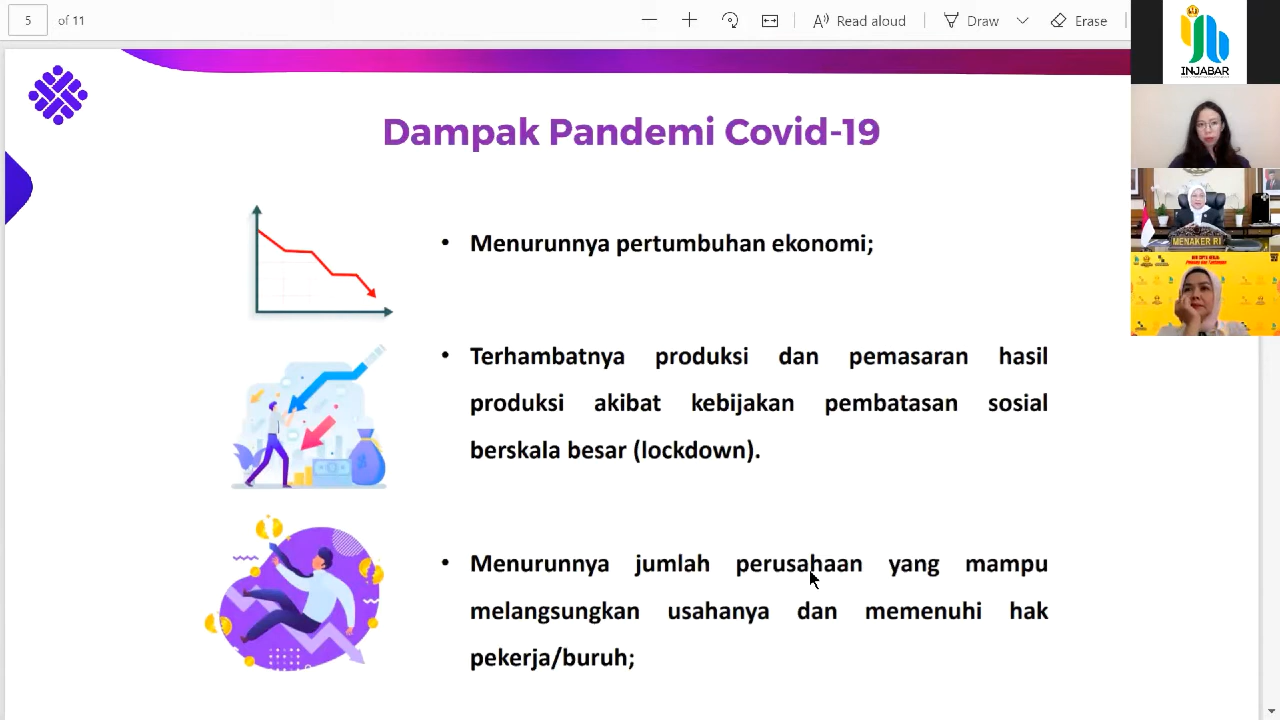 5 of 11
Read aloud
Draw
Erase
INJABAR
Dampak Pandemi Covid-19
• Menurunnya pertumbuhan ekonomi;
• Terhambatnya produksi dan pemasaran hasil
produksi akibat kebijakan pembatasan sosial
berskala besar (lockdown).
• Menurunnya jumlah perusahaan yang mampu
melangsungkan usahanya dan memenuhi hak
pekerja/buruh;
MENAKER RI